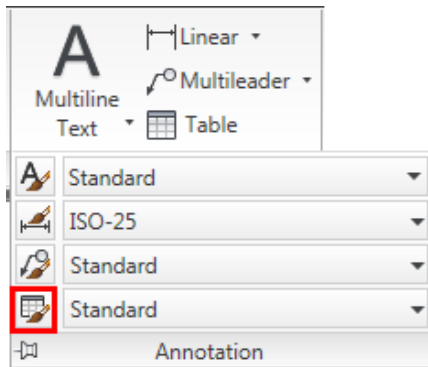 A
Multiline
Text
Linear
Multileader
Table
Standard
ISO-25
Standard
Standard
Annotation